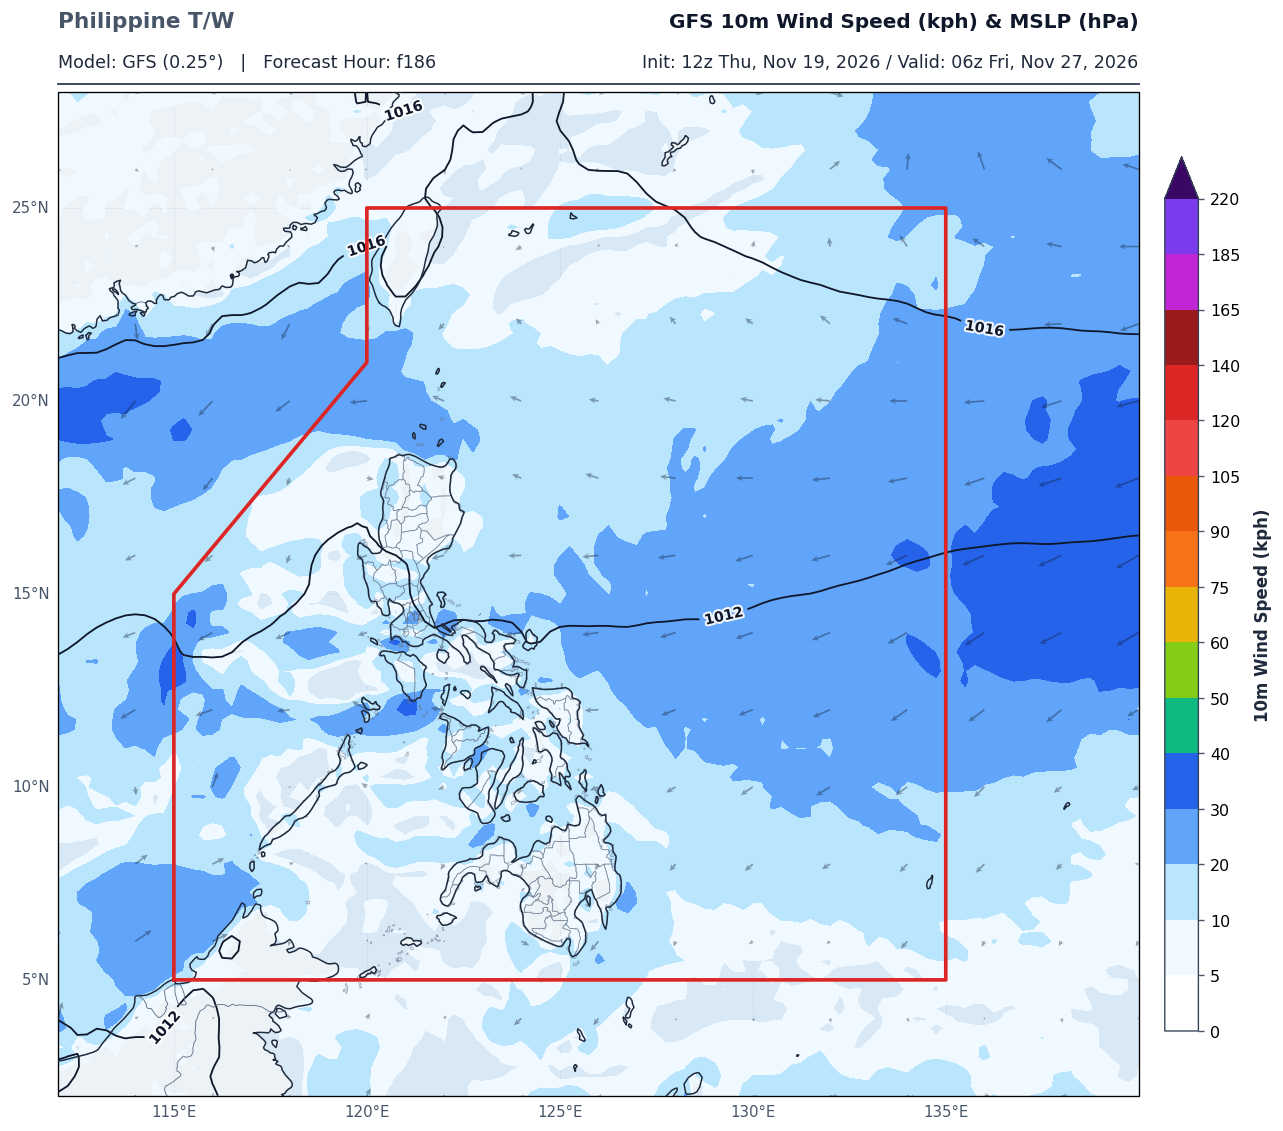 Philippine T/W
GFS 10m Wind Speed (kph) & MSLP (hPa)
Model: GFS (0.25°) | Forecast Hour: f186
Init: 12z Thu, Nov 19, 2026 / Valid: 06z Fri, Nov 27, 2026
1016
1016
1016
1012
1012
25°N
20°N
15°N
10°N
5°N
115°E
120°E
125°E
130°E
135°E
220
185
165
140
120
105
90
75
60
50
40
30
20
10
5
0
10m Wind Speed (kph)